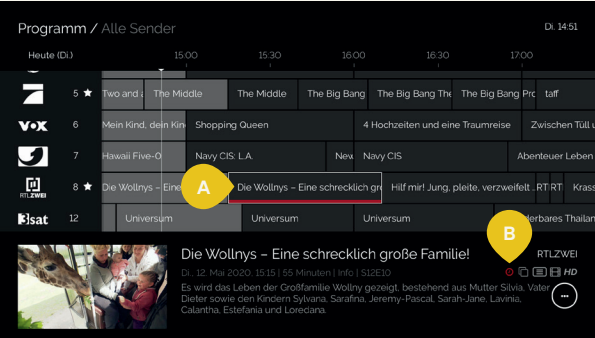 Programm / Alle Sender
Di. 14:51
Heute (Di.) 15:00 15:30 16:00 16:30 17:00
5 ★ Two and a The Middle The Middle The Big Bang The Big Bang The The Big Bang Pro taff
VOX 6 Mein Kind, dein Kin Shopping Queen 4 Hochzeiten und eine Traumreise Zwischen Tüll u
7 Hawaii Five-0 Navy CIS: L.A. New Navy CIS Abenteuer Leben
RTLZWEI 8 ★ Die Wollnys – Eine A Die Wollnys – Eine schrecklich gr Hilf mir! Jung, pleite, verzweifelt .. RT RT Krass
3sat 12 Universum Universum Universum derbares Thailan
B
Die Wollnys – Eine schrecklich große Familie!
RTLZWEI
Di., 12. Mai 2020, 15:15 | 55 Minuten | Info | S12E10
HD
Es wird das Leben der Großfamilie Wollny gezeigt, bestehend aus Mutter Silvia, Vater
Dieter sowie den Kindern Sylvana, Sarafina, Jeremy-Pascal, Sarah-Jane, Lavinia,
Calantha, Estefania und Loredana.